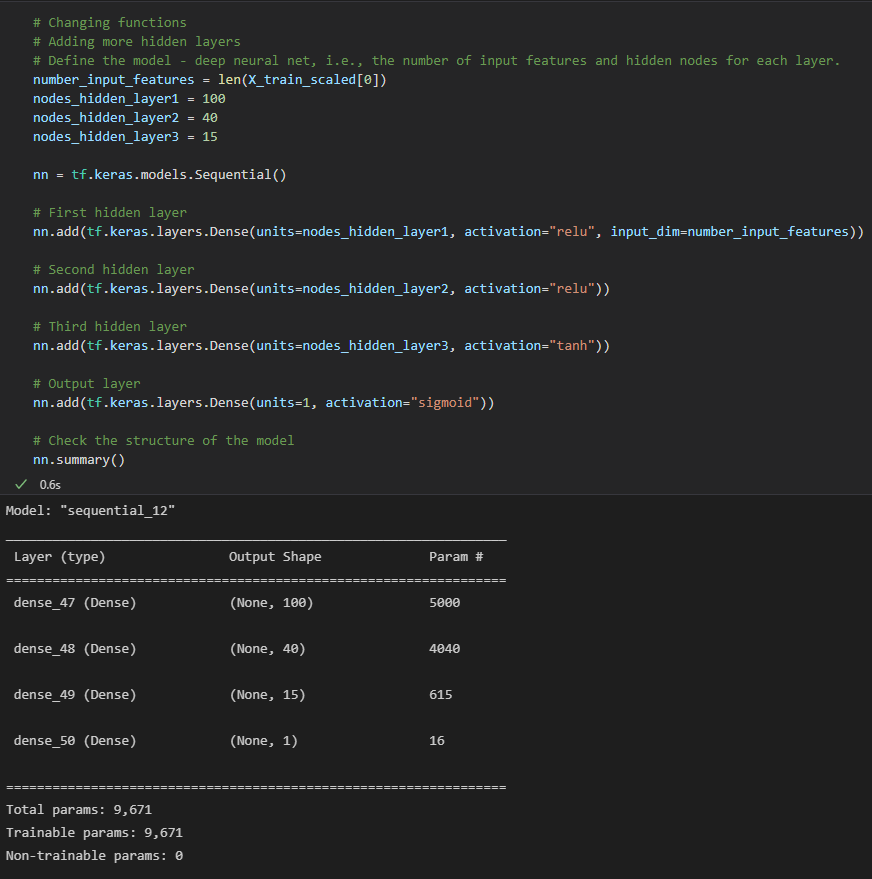 # Changing functions
# Adding more hidden layers
# Define the model - deep neural net, i.e., the number of input features and hidden nodes for each layer.
number_input_features = len(X_train_scaled[0])
nodes_hidden_layer1 = 100
nodes_hidden_layer2 = 40
nodes_hidden_layer3 = 15
nn = tf.keras.models.Sequential()
# First hidden layer
nn.add(tf.keras.layers.Dense(units=nodes_hidden_layer1, activation="relu", input_dim=number_input_features))
# Second hidden layer
nn.add(tf.keras.layers.Dense(units=nodes_hidden_layer2, activation="relu"))
# Third hidden layer
nn.add(tf.keras.layers.Dense(units=nodes_hidden_layer3, activation="tanh"))
# Output layer
nn.add(tf.keras.layers.Dense(units=1, activation="sigmoid"))
# Check the structure of the model
nn.summary()
✓ 0.6s
Model: "sequential_12"
_________________________________________________________________
Layer (type) Output Shape Param #
=================================================================
dense_47 (Dense) (None, 100) 5000
dense_48 (Dense) (None, 40) 4040
dense_49 (Dense) (None, 15) 615
dense_50 (Dense) (None, 1) 16
=================================================================
Total params: 9,671
Trainable params: 9,671
Non-trainable params: 0